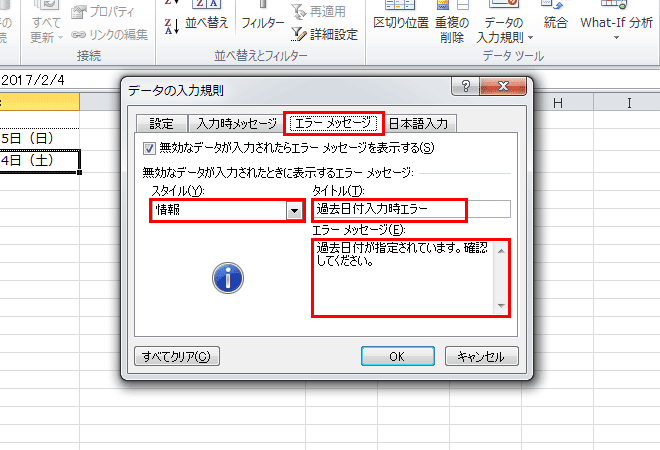 すべて
更新
プロパティ
リンクの編集
接続
並べ替え
フィルター
再適用
詳細設定
並べ替えとフィルター
区切り位置
重複の
削除
データの
入力規則
統合
What-If 分析
データ ツール
2017/2/4
H
I
5日（日）
4日（土）
データの入力規則
設定
入力時メッセージ
エラー メッセージ
日本語入力
無効なデータが入力されたらエラー メッセージを表示する(S)
無効なデータが入力されたときに表示するエラー メッセージ:
スタイル(Y):
タイトル(T):
情報
過去日付入力時エラー
エラー メッセージ(E):
過去日付が指定されています。確認
してください。
すべてクリア(C)
OK
キャンセル